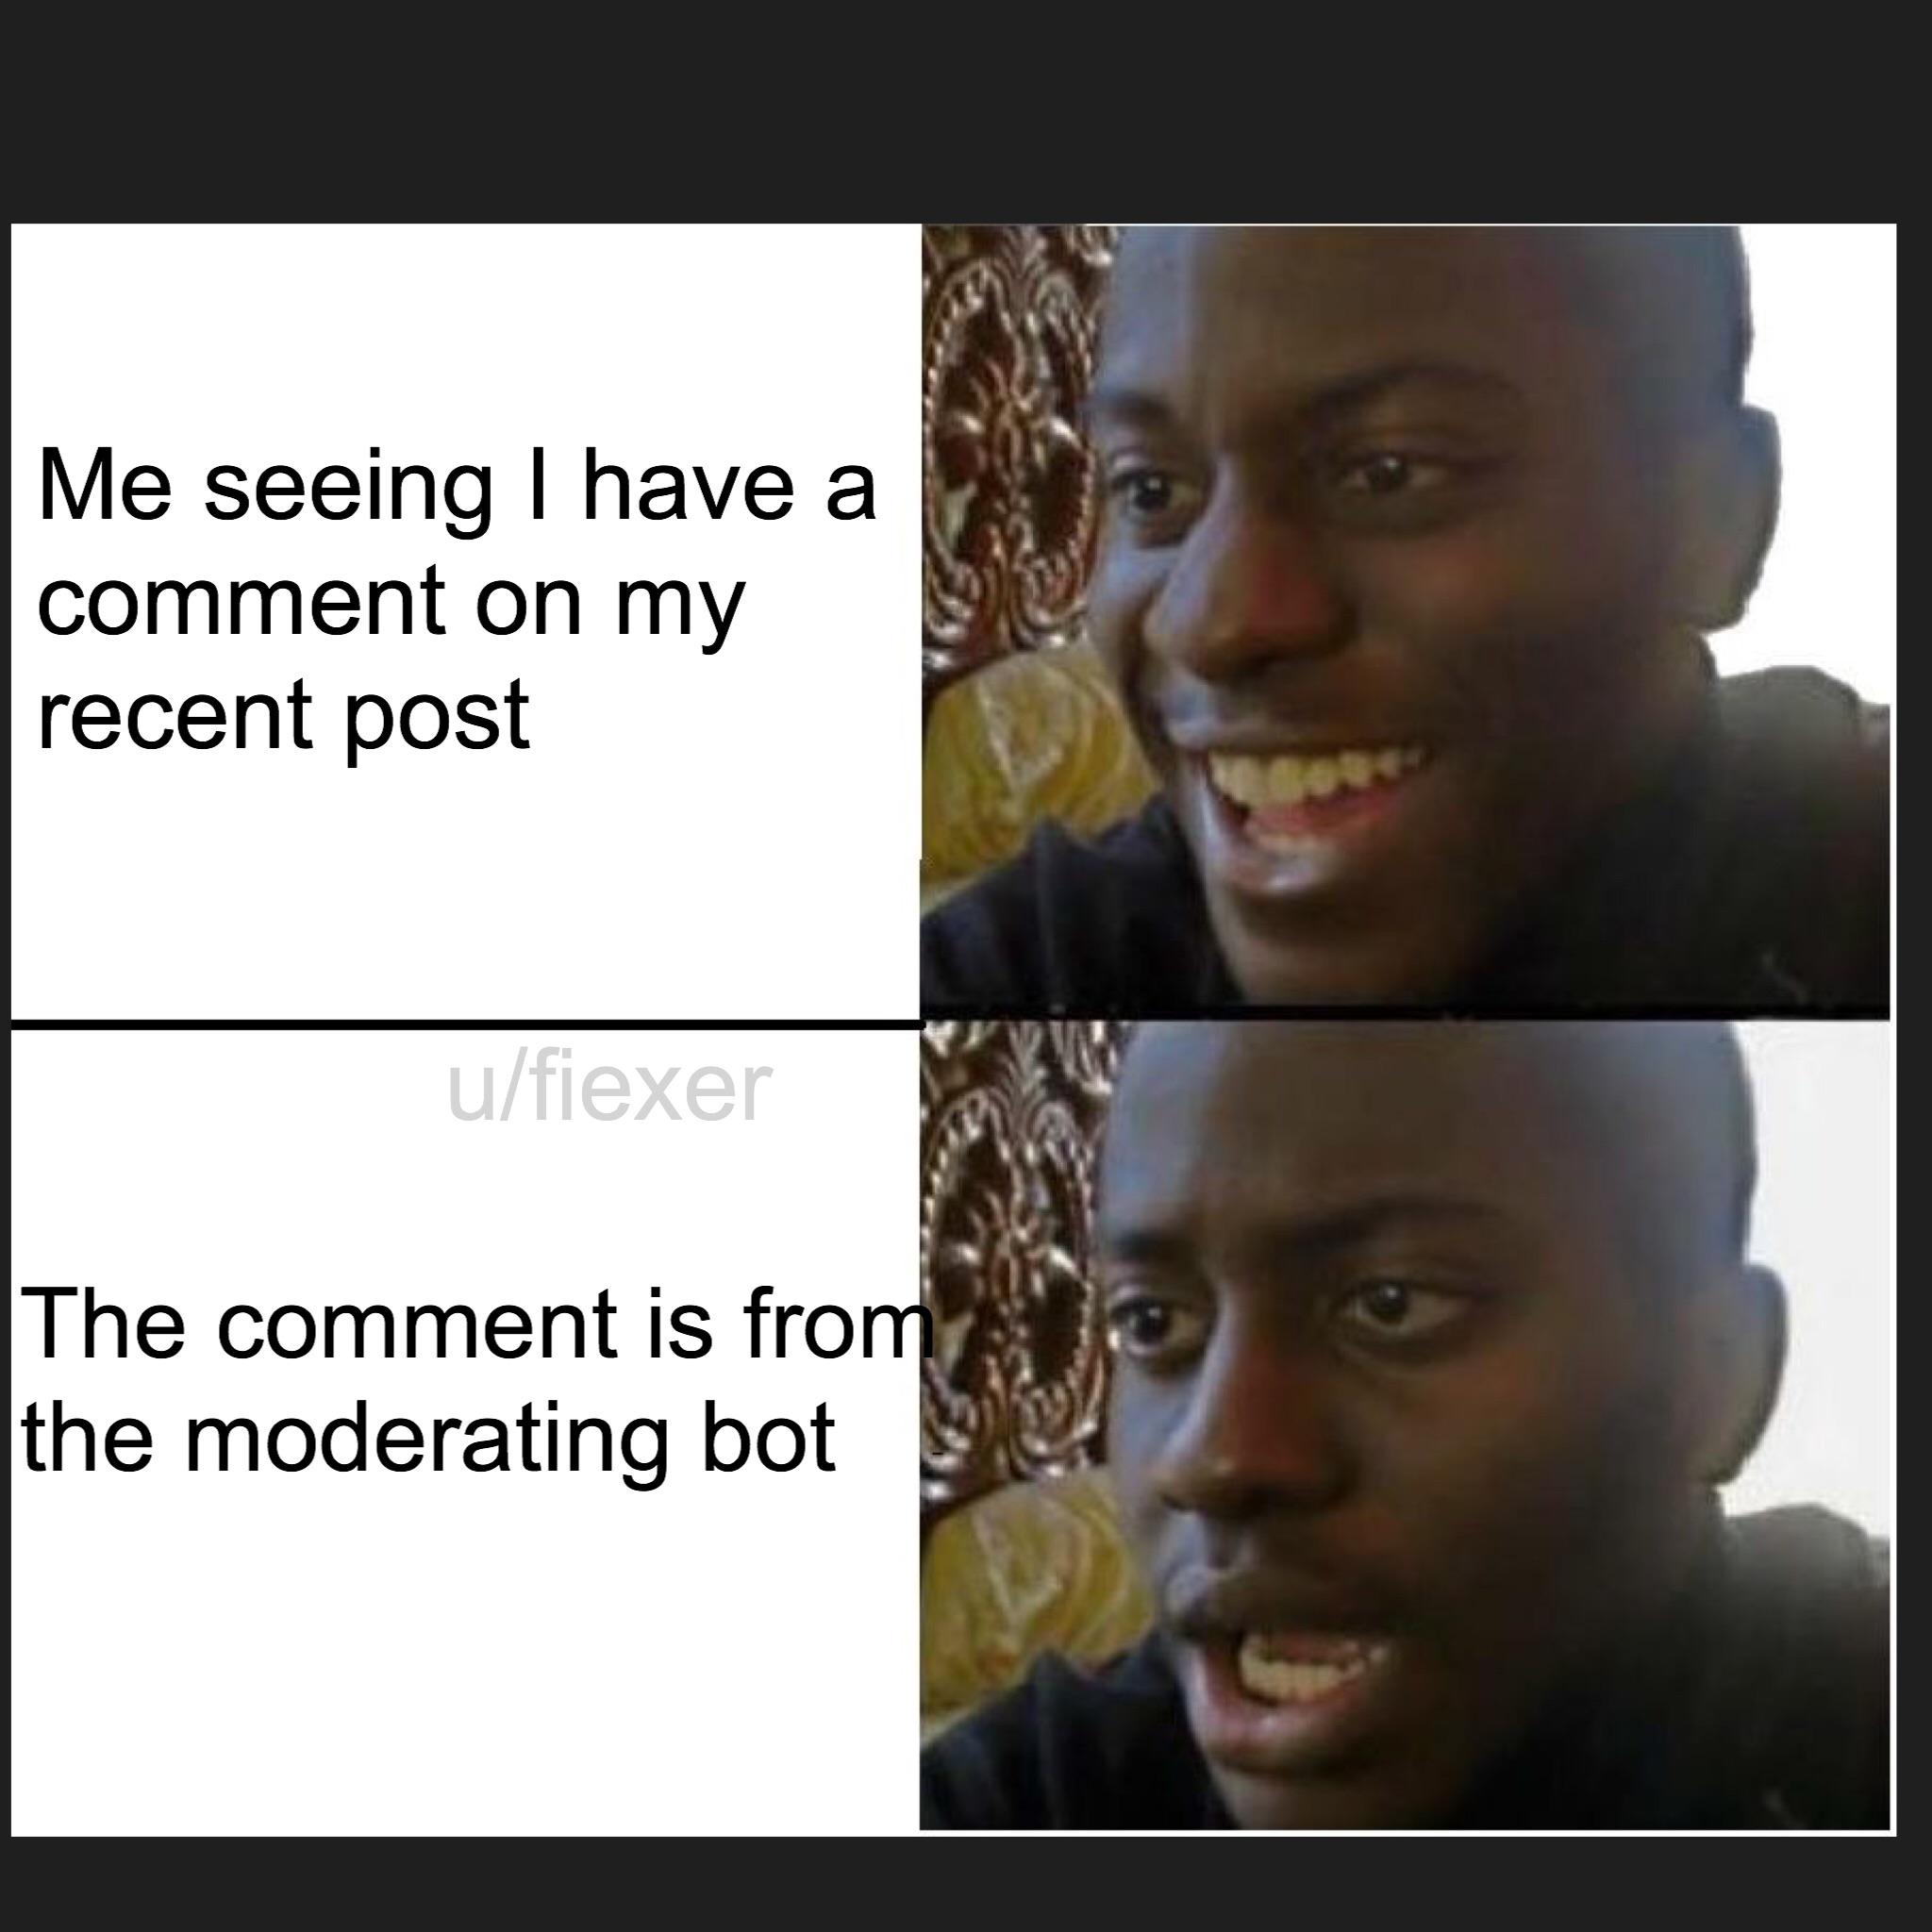 Me seeing I have a
comment on my
recent post
u/fiexer
The comment is from
the moderating bot